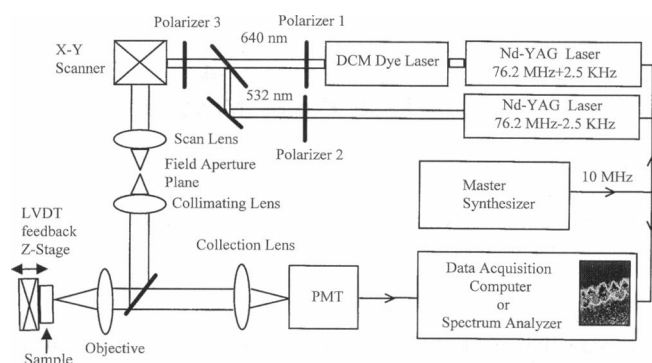 Polarizer 3
Polarizer 1
640 nm
X-Y
Scanner
DCM Dye Laser
Nd-YAG Laser
76.2 MHz+2.5 KHz
532 nm
Nd-YAG Laser
76.2 MHz-2.5 KHz
Scan Lens
Polarizer 2
Field Aperture
Plane
10 MHz
Master
Synthesizer
Collimating Lens
LVDT
feedback
Z-Stage
Collection Lens
PMT
Data Acquisition
Computer
or
Spectrum Analyzer
Objective
Sample